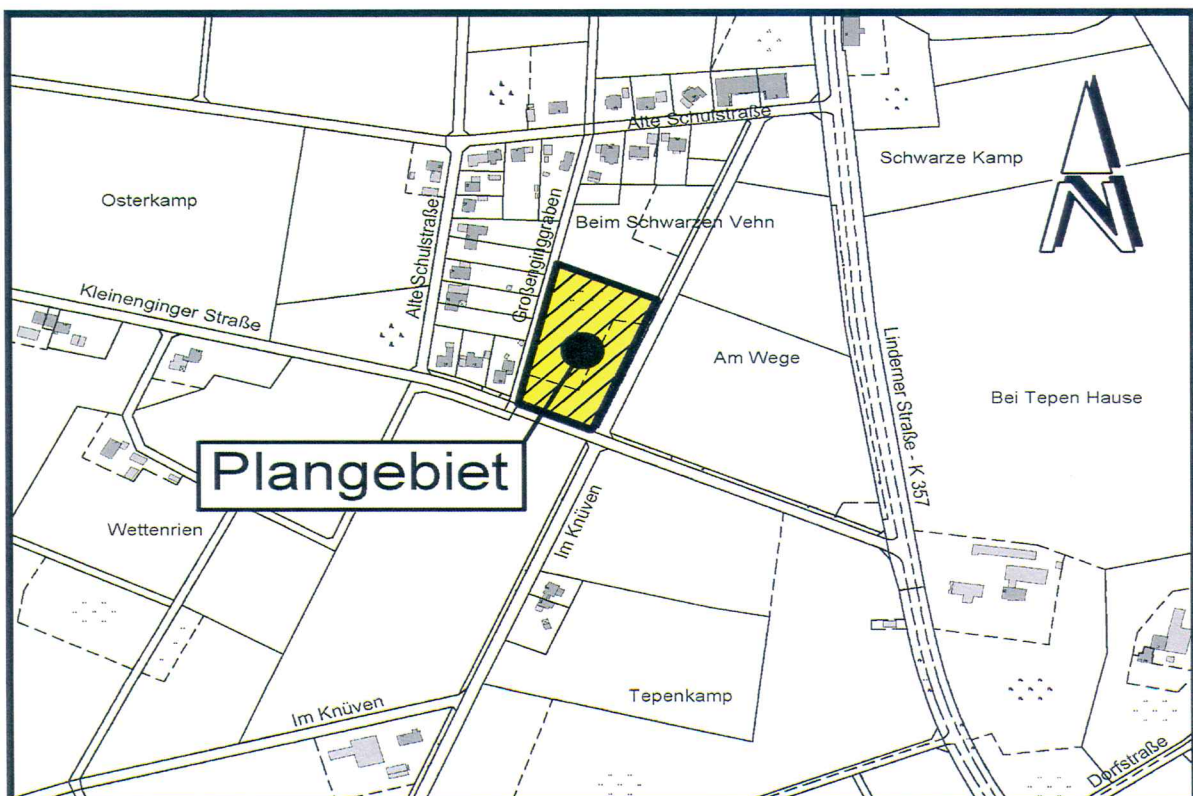 Alte Schulstraße
Schwarze Kamp
Osterkamp
Alte Schulstraße
Großenginggraben
Beim Schwarzen Vehn
Kleinenginger Straße
Am Wege
Linderner Straße - K 357
Bei Tepen Hause
Plangebiet
Wettenrien
Im Knüven
Tepenkamp
Im Knüven
Dorfstraße
N